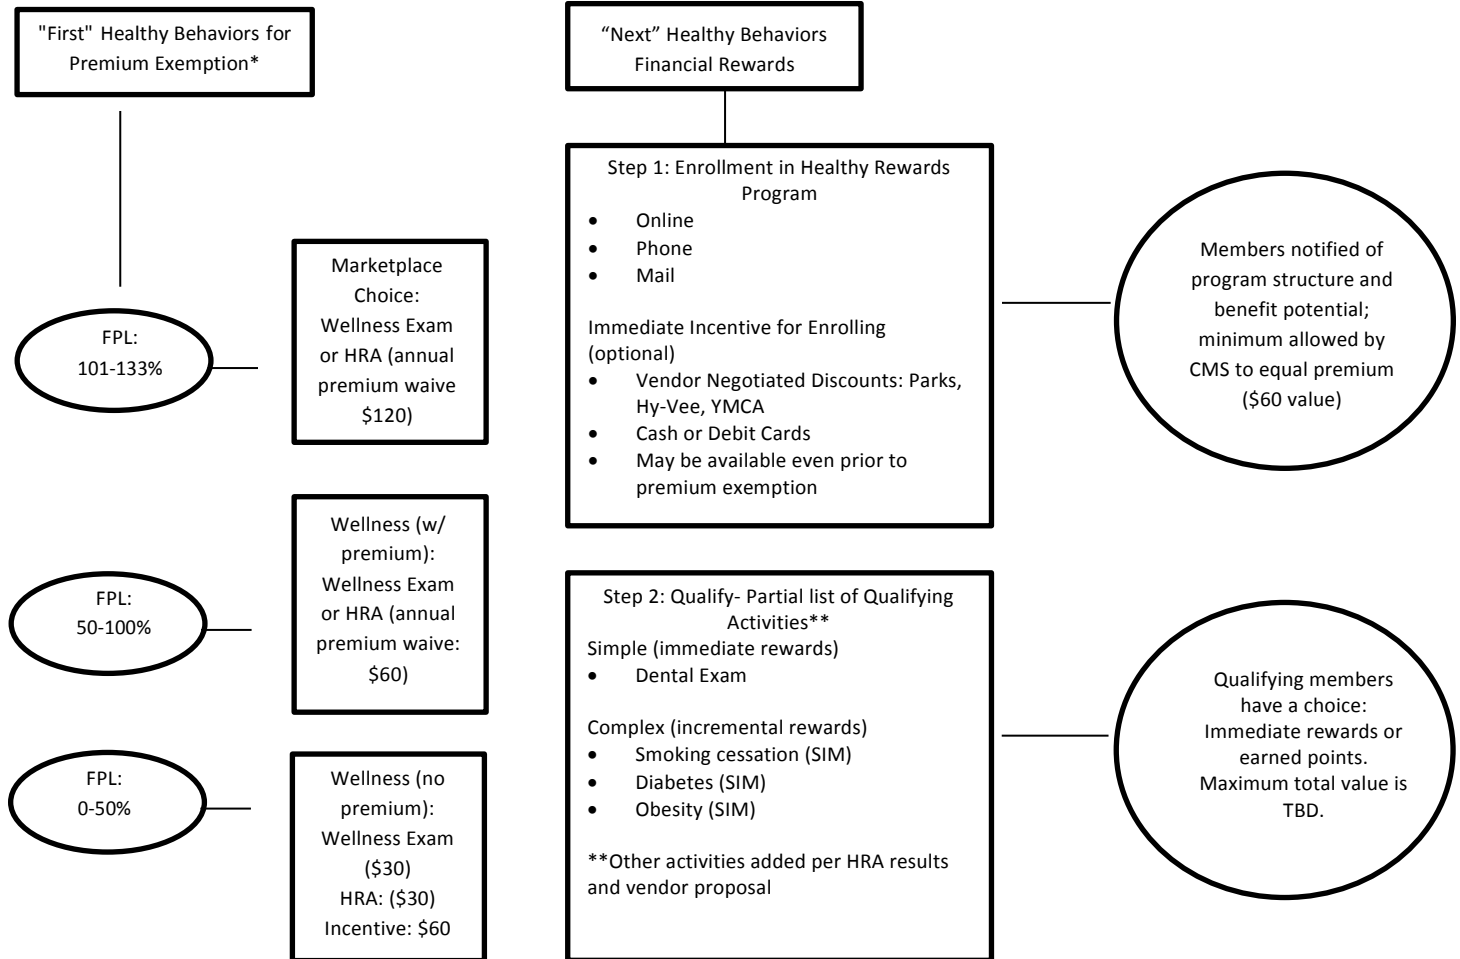 "First" Healthy Behaviors for
Premium Exemption*
FPL:
101-133%
Marketplace
Choice:
Wellness Exam
or HRA (annual
premium waive
$120)
FPL:
50-100%
Wellness (w/
premium):
Wellness Exam
or HRA (annual
premium waive:
$60)
FPL:
0-50%
Wellness (no
premium):
Wellness Exam
($30)
HRA: ($30)
Incentive: $60
“Next” Healthy Behaviors
Financial Rewards
Step 1: Enrollment in Healthy Rewards
Program
• Online
• Phone
• Mail
Immediate Incentive for Enrolling
(optional)
• Vendor Negotiated Discounts: Parks,
Hy-Vee, YMCA
• Cash or Debit Cards
• May be available even prior to
premium exemption
Members notified of
program structure and
benefit potential;
minimum allowed by
CMS to equal premium
($60 value)
Step 2: Qualify- Partial list of Qualifying
Activities**
Simple (immediate rewards)
• Dental Exam
Complex (incremental rewards)
• Smoking cessation (SIM)
• Diabetes (SIM)
• Obesity (SIM)
**Other activities added per HRA results
and vendor proposal
Qualifying members
have a choice:
Immediate rewards or
earned points.
Maximum total value is
TBD.